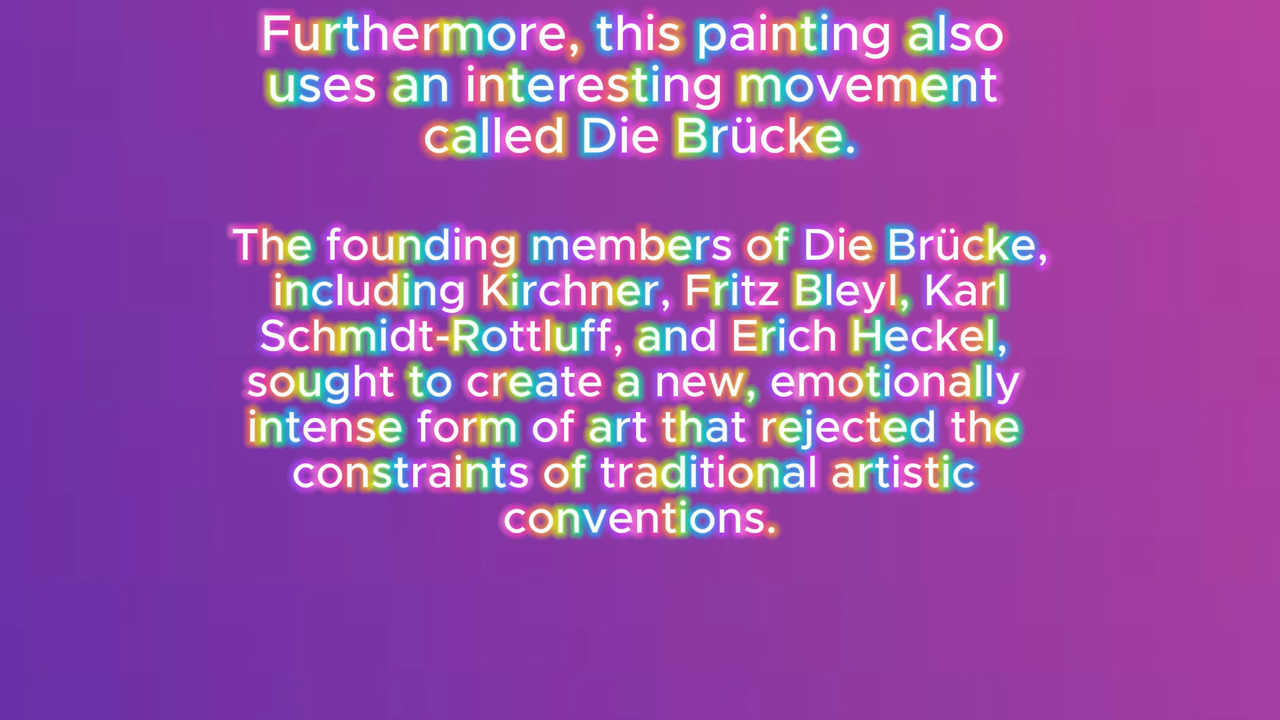 Furthermore, this painting also
uses an interesting movement
called Die Brücke.
The founding members of Die Brücke,
including Kirchner, Fritz Bleyl, Karl
Schmidt-Rottluff, and Erich Heckel,
sought to create a new, emotionally
intense form of art that rejected the
constraints of traditional artistic
conventions.